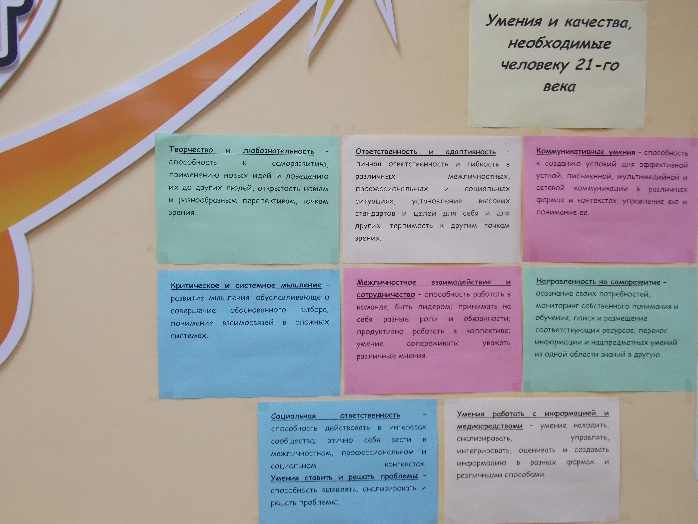 Умения и качества,
необходимые
человеку 21-го
века
Творчество и любознательность -
способность к саморазвитию,
применению новых идей и доведению
их до других людей, открытость новым
и разнообразным перспективам, точкам
зрения.
Ответственность и адаптивность -
личная ответственность и гибкость в
различных межличностных,
профессиональных и социальных
ситуациях; установление высоких
стандартов и целей для себя и для
других терпимость к другим точкам
зрения.
Коммуникативные умения - способность
к созданию условий для эффективной
устной, письменной, мультимедийной и
сетевой коммуникации в различных
формах и контекстах, управление ею и
понимание ее.
Критическое и системное мышление -
развитие мышления обуславливающего
совершение обоснованного выбора,
понимание взаимосвязей в сложных
системах.
Межличностное взаимодействие и
сотрудничество - способность работать в
команде, быть лидером; принимать на
себя разные роли и обязанности;
продуктивно работать в коллективе;
умение сопереживать; уважать
различные мнения.
Направленность на саморазвитие -
осознание своих потребностей,
мониторинг собственного понимания и
обучения; поиск и размещение
соответствующих ресурсов; перенос
информации и надпредметных умений
из одной области знаний в другую.
Социальная ответственность -
способность действовать в интересах
сообщества; этично себя вести в
межличностном, профессиональном и
социальном контекстах.
Умения ставить и решать проблемы -
способность выявлять, анализировать и
решать проблемы.
Умения работать с информацией и
медиасредствами - умение находить,
анализировать, управлять,
интегрировать, оценивать и создавать
информацию в разных формах и
различными способами.